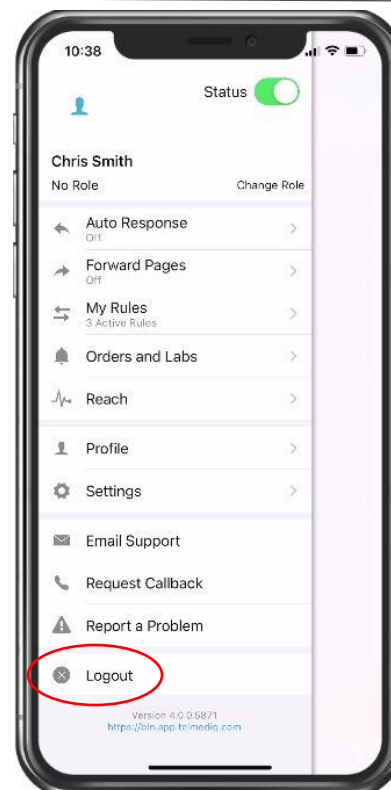 10:38
Status
Chris Smith
No Role Change Role
Auto Response
Off
Forward Pages
Off
My Rules
3 Active Rules
Orders and Labs
Reach
Profile
Settings
Email Support
Request Callback
Report a Problem
Logout
Version 4.0.0.5871
https://bln.app.telmediq.com